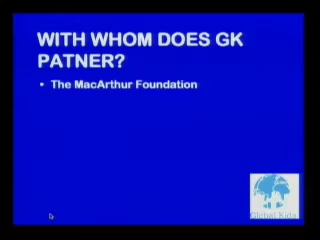 WITH WHOM DOES GK
PATNER?
• The MacArthur Foundation
Global Kids